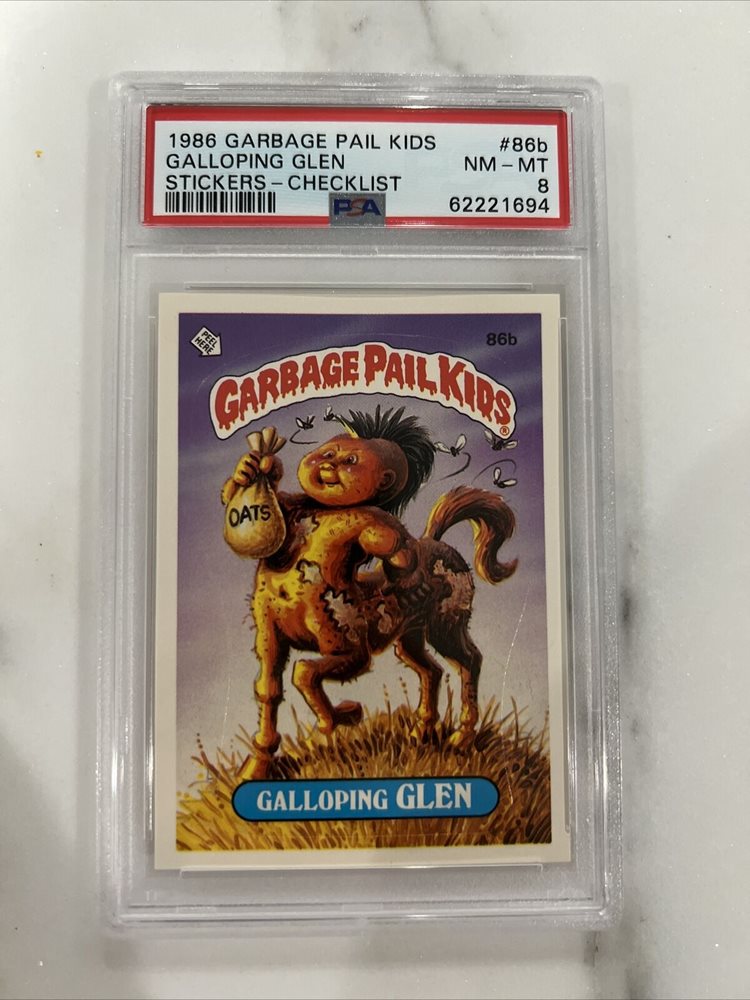 1986 GARBAGE PAIL KIDS #86b
GALLOPING GLEN NM - MT
STICKERS - CHECKLIST 8
PSA 62221694
PEEL HERE
86b
GARBAGE PAIL KIDS®
OATS
GALLOPING GLEN